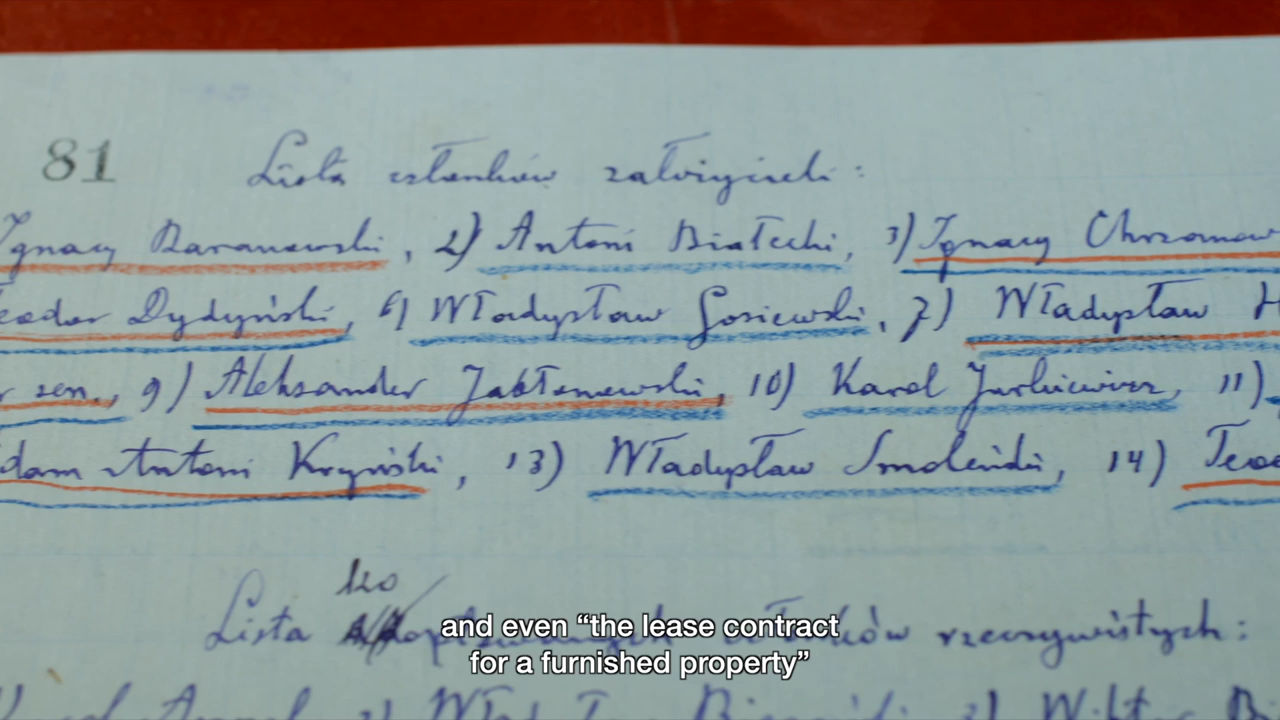 81 Lista członków założycieli:
Ignacy Baranowski, 2) Antoni Białecki, 3) Ignacy Chrzanow
eodor Dydyński, 6) Władysław Gosiewski, 7) Władysław H
r sen., 9) Aleksander Jabłonowski, 10) Karol Jurkiewicz, 11)
dam Antoni Kryński, 13) Władysław Smoleński, 14) Teo
120
Lista rzeczywistych:
and even “the lease contract
for a furnished property”